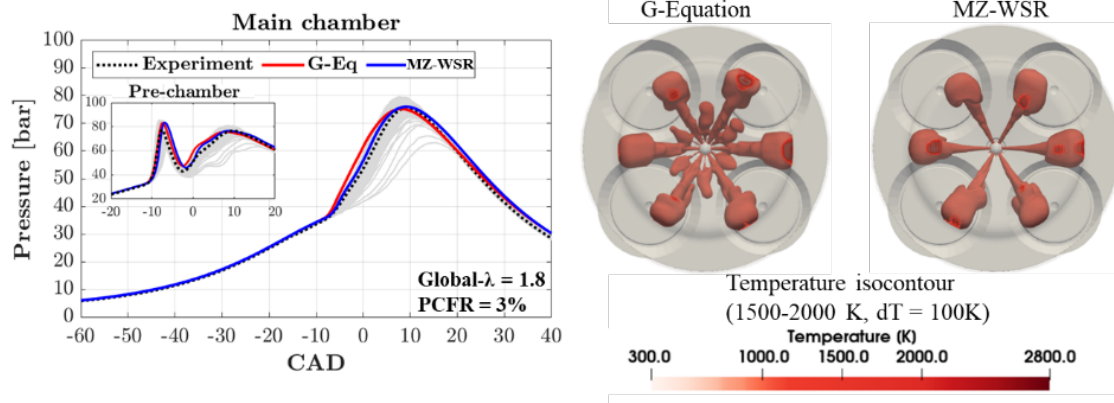 Main chamber
Pressure [bar]
100
90
80
70
60
50
40
30
20
10
0
Experiment G-Eq MZ-WSR
Pre-chamber
100
80
60
40
20
-20 -10 0 10 20
Global-λ = 1.8
PCFR = 3%
-60 -50 -40 -30 -20 -10 0 10 20 30 40
CAD
G-Equation MZ-WSR
Temperature isocontour
(1500-2000 K, dT = 100K)
Temperature [K]
300.0 1000.0 1500.0 2000.0 2800.0